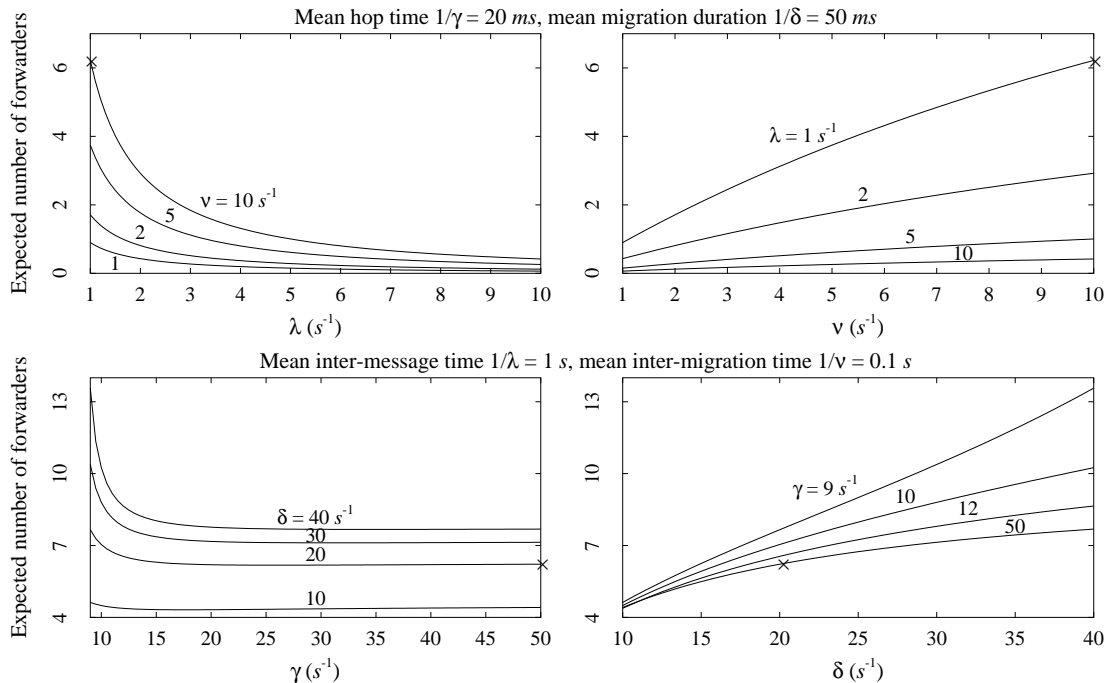 Mean hop time 1/γ = 20 ms, mean migration duration 1/δ = 50 ms
Expected number of forwarders
6
4
2
0
ν = 10 s⁻¹
5
2
1
1 2 3 4 5 6 7 8 9 10
λ (s⁻¹)
6
4
2
0
λ = 1 s⁻¹
2
5
10
1 2 3 4 5 6 7 8 9 10
ν (s⁻¹)
Mean inter-message time 1/λ = 1 s, mean inter-migration time 1/ν = 0.1 s
Expected number of forwarders
13
10
7
4
δ = 40 s⁻¹
30
20
10
10 15 20 25 30 35 40 45 50
γ (s⁻¹)
13
10
7
4
γ = 9 s⁻¹
10
12
50
10 15 20 25 30 35 40
δ (s⁻¹)